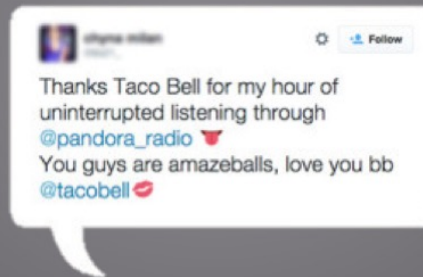 Follow
Thanks Taco Bell for my hour of
uninterrupted listening through
@pandora_radio
You guys are amazeballs, love you bb
@tacobell